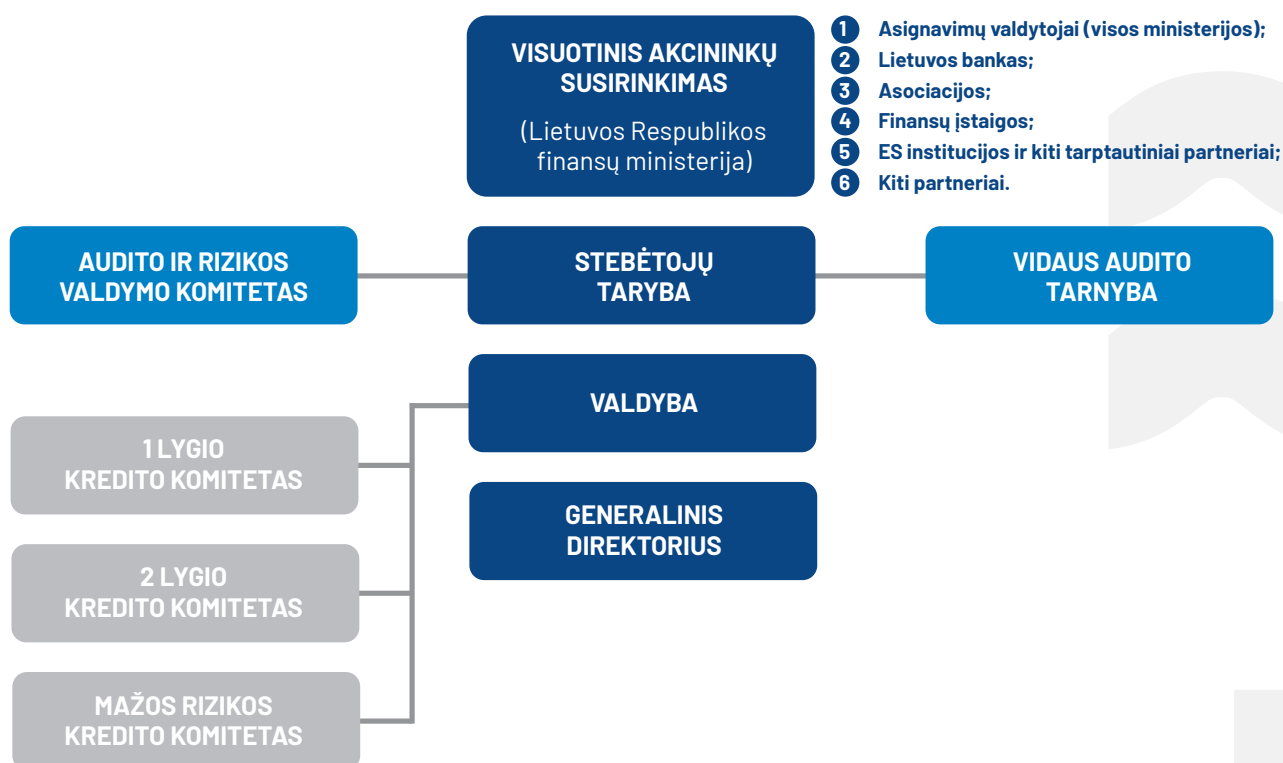 VISUOTINIS AKCININKŲ
SUSIRINKIMAS
(Lietuvos Respublikos
finansų ministerija)
1 Asignavimų valdytojai (visos ministerijos);
2 Lietuvos bankas;
3 Asociacijos;
4 Finansų įstaigos;
5 ES institucijos ir kiti tarptautiniai partneriai;
6 Kiti partneriai.
AUDITO IR RIZIKOS
VALDYMO KOMITETAS
STEBĖTOJŲ
TARYBA
VIDAUS AUDITO
TARNYBA
VALDYBA
1 LYGIO
KREDITO KOMITETAS
GENERALINIS
DIREKTORIUS
2 LYGIO
KREDITO KOMITETAS
MAŽOS RIZIKOS
KREDITO KOMITETAS